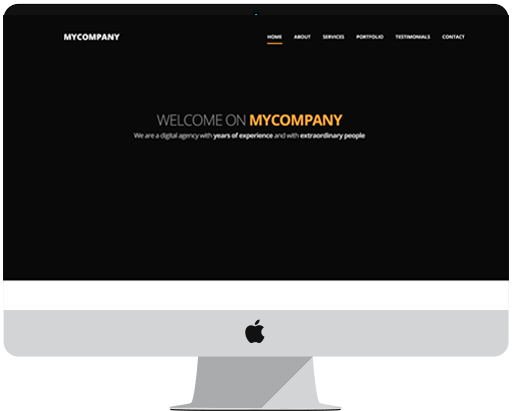 MYCOMPANY HOME ABOUT SERVICES PORTFOLIO TESTIMONIALS CONTACT
WELCOME ON MYCOMPANY
We are a digital agency with years of experience and with extraordinary people